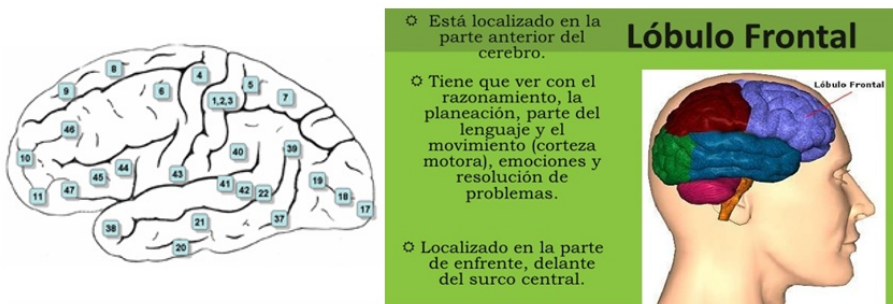 8
4
9
6
5
1,2,3
7
46
10
40
39
45
44
43
47
11
41
42
22
19
18
17
38
21
37
20
Lóbulo Frontal
☼ Está localizado en la
parte anterior del
cerebro.
☼ Tiene que ver con el
razonamiento, la
planeación, parte del
lenguaje y el
movimiento (corteza
motora), emociones y
resolución de
problemas.
☼ Localizado en la parte
de enfrente, delante
del surco central.
Lóbulo Frontal